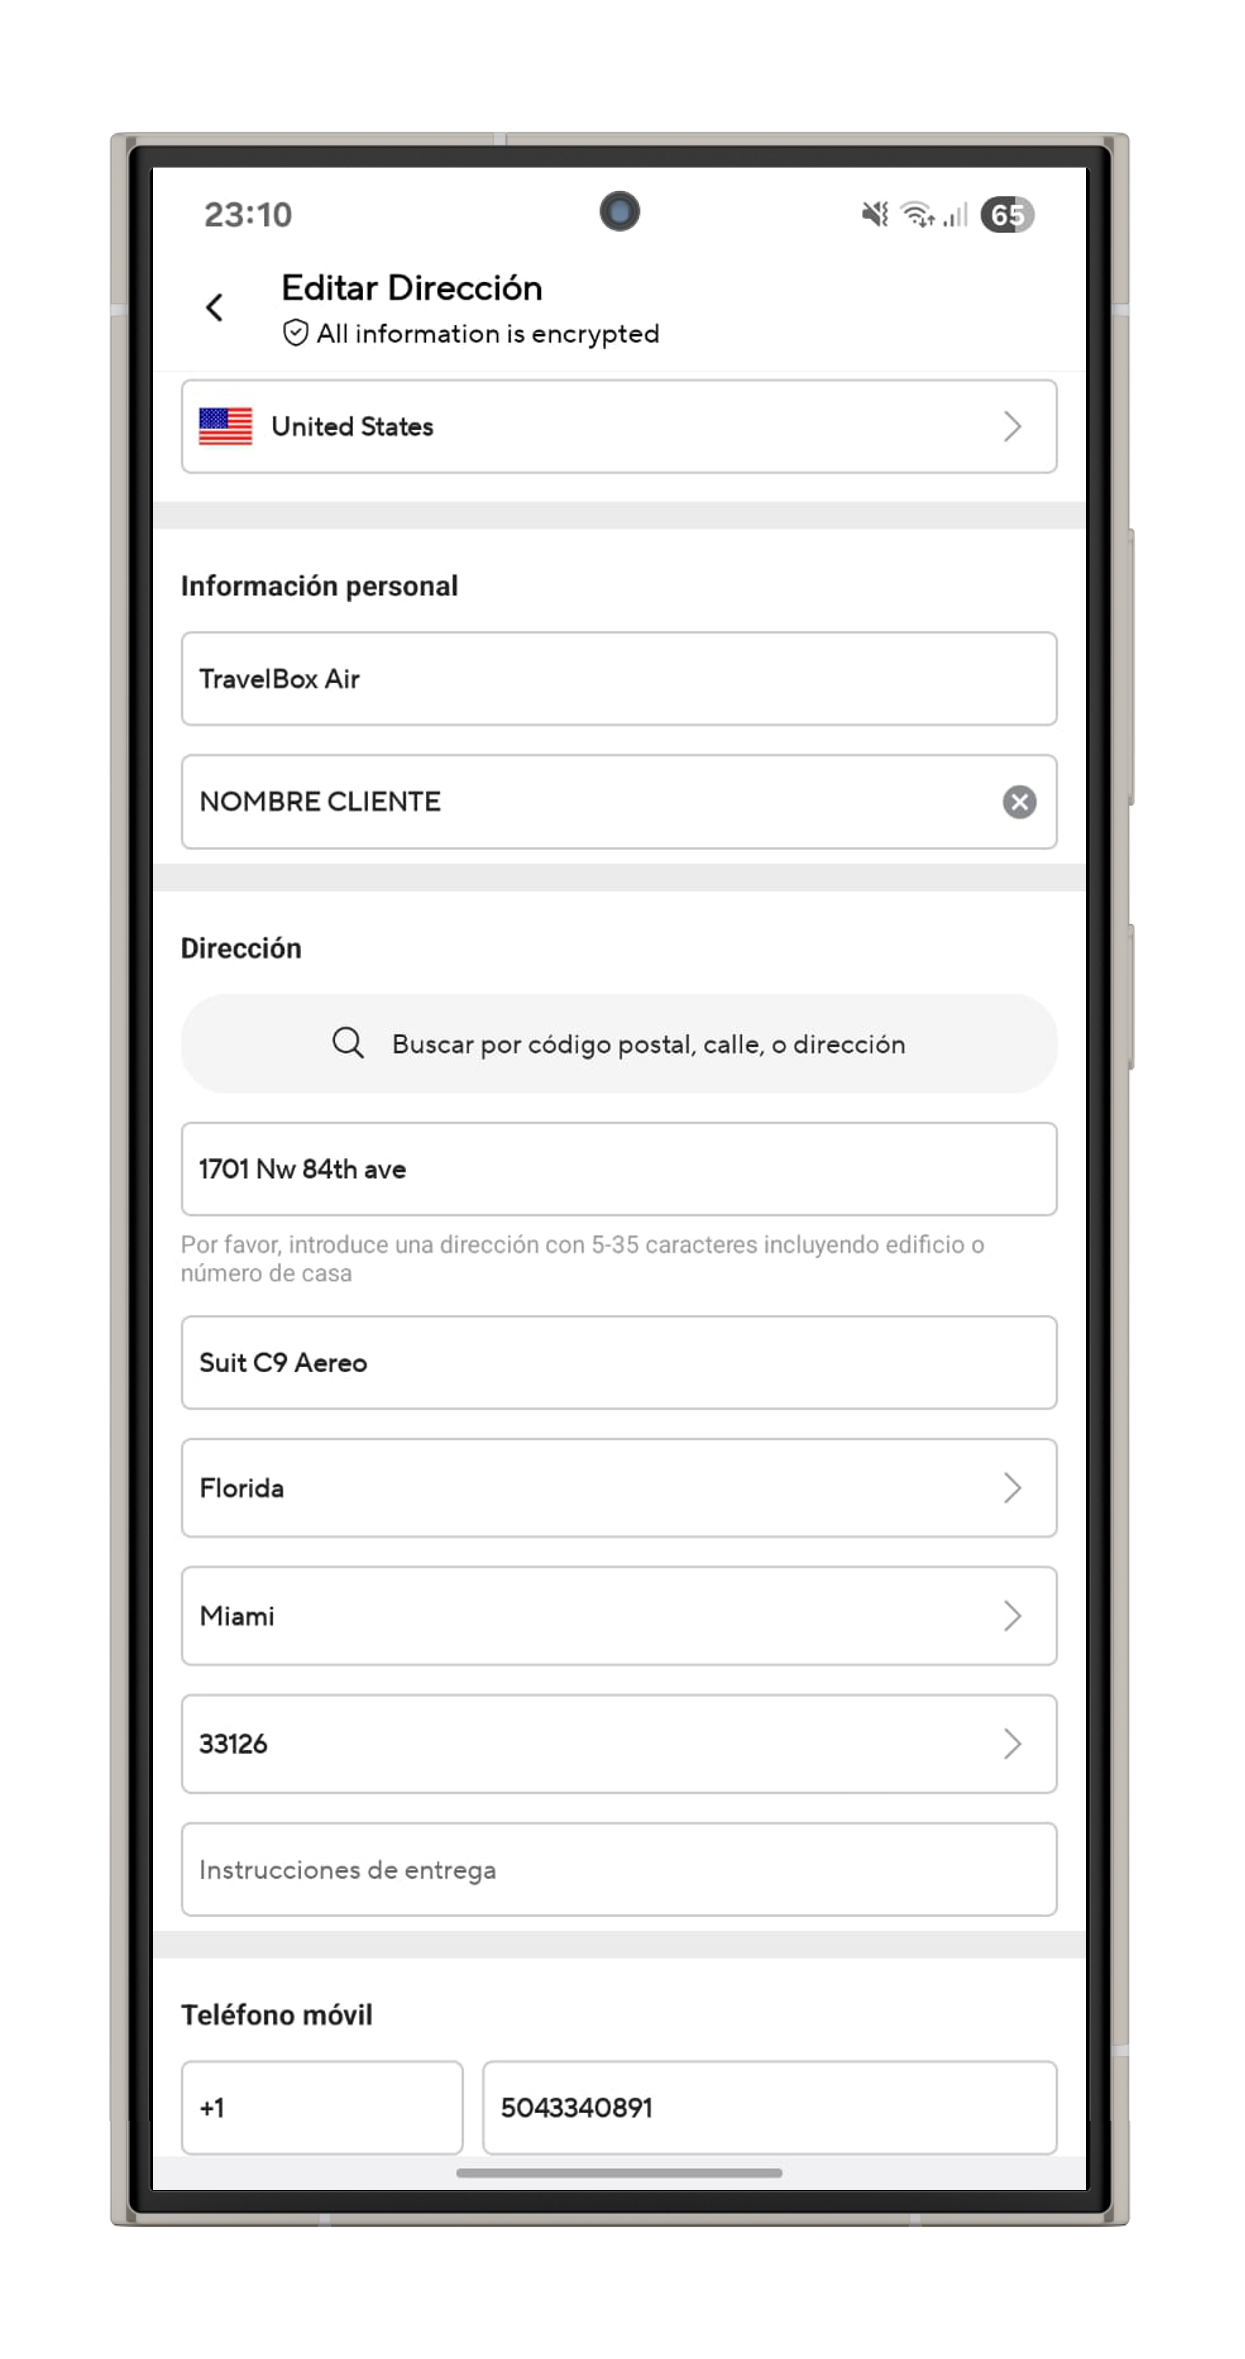 23:10
65
Editar Dirección
All information is encrypted
United States
Información personal
TravelBox Air
NOMBRE CLIENTE
Dirección
Buscar por código postal, calle, o dirección
1701 Nw 84th ave
Por favor, introduce una dirección con 5-35 caracteres incluyendo edificio o
número de casa
Suit C9 Aereo
Florida
Miami
33126
Instrucciones de entrega
Teléfono móvil
+1
5043340891